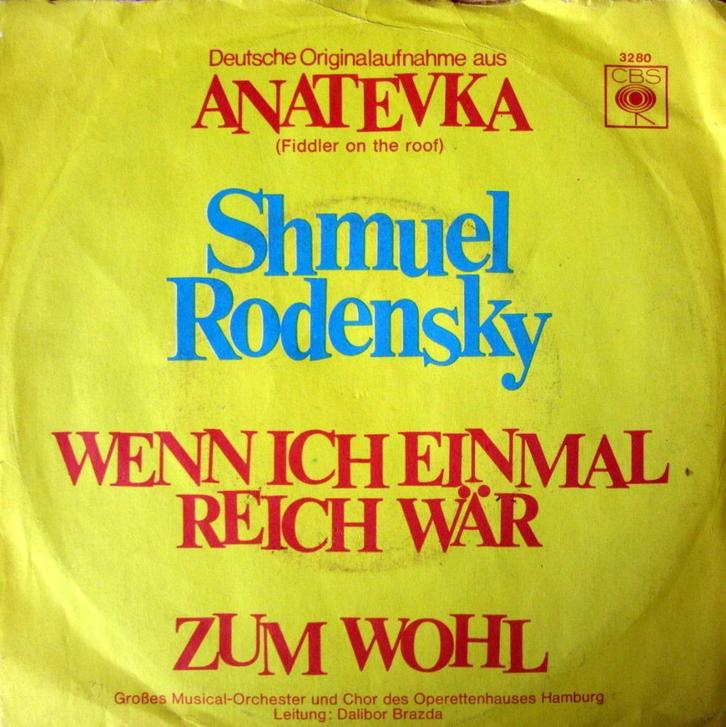 Deutsche Originalaufnahme aus
ANATEVKA
(Fiddler on the roof)
3280
CBS
Shmuel
Rodensky
WENN ICH EINMAL
REICH WÄR
ZUM WOHL
Großes Musical-Orchester und Chor des Operettenhauses Hamburg
Leitung: Dalibor Brazda